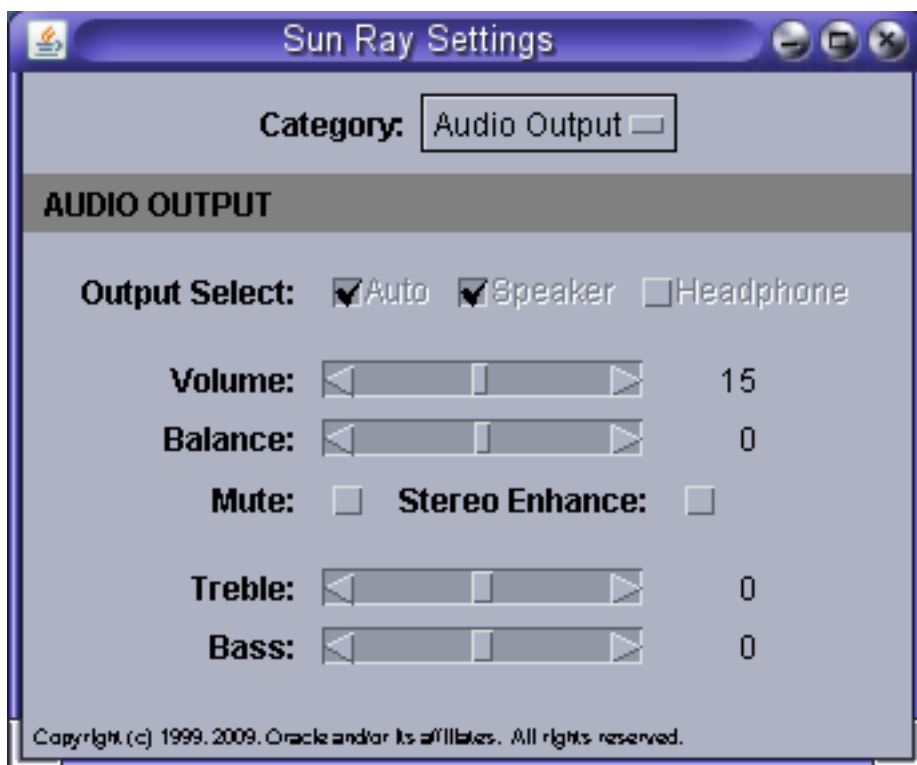 Sun Ray Settings
Category: Audio Output
AUDIO OUTPUT
Output Select: Auto Speaker Headphone
Volume: 15
Balance: 0
Mute: Stereo Enhance:
Treble: 0
Bass: 0
Copyright (c) 1999, 2009, Oracle and/or its affiliates. All rights reserved.